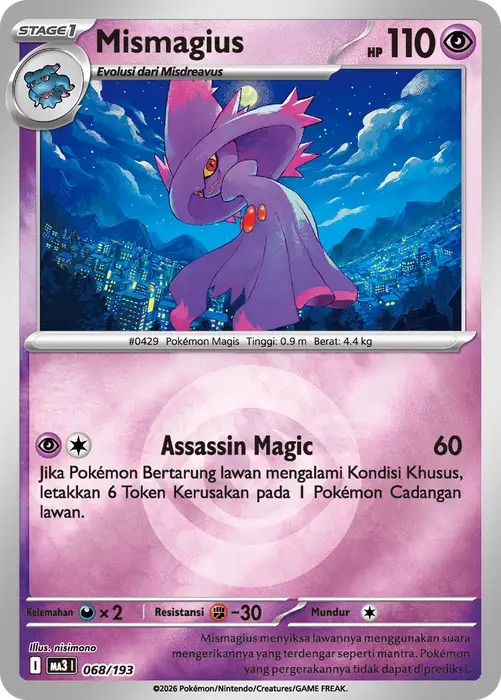 STAGE 1
Mismagius
HP 110
Evolusi dari Misdreavus
#0429 Pokémon Magis Tinggi: 0.9 m Berat: 4.4 kg
Assassin Magic 60
Jika Pokémon Bertarung lawan mengalami Kondisi Khusus,
letakkan 6 Token Kerusakan pada 1 Pokémon Cadangan
lawan.
Kelemahan ×2 Resistansi -30 Mundur
Illus. nisimono
Mismagius menyiksa lawannya menggunakan suara
mengerikannya yang terdengar seperti mantra. Pokémon
yang pergerakannya tidak dapat diprediksi.
I MA3 I 068/193
©2026 Pokémon/Nintendo/Creatures/GAME FREAK.